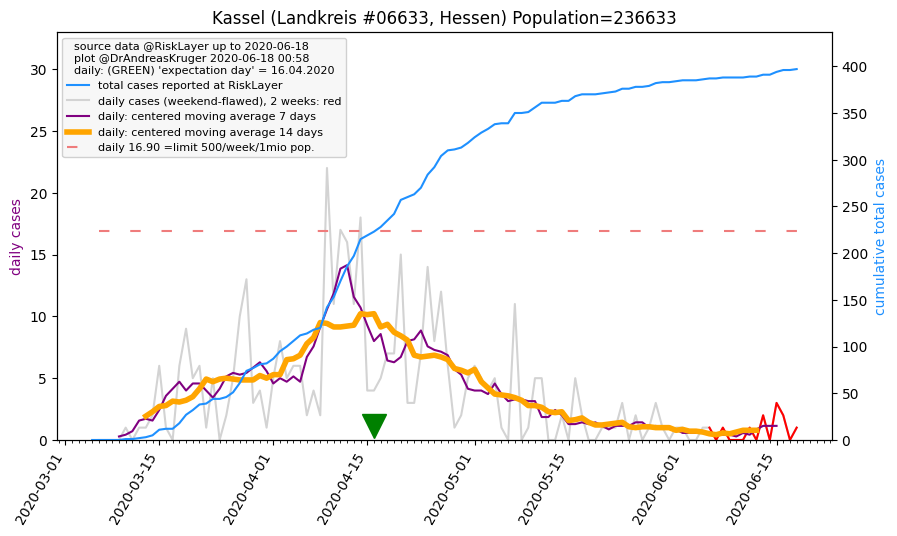 Kassel (Landkreis #06633, Hessen) Population=236633
source data @RiskLayer up to 2020-06-18
plot @DrAndreasKruger 2020-06-18 00:58
daily: (GREEN) 'expectation day' = 16.04.2020
total cases reported at RiskLayer
daily cases (weekend-flawed), 2 weeks: red
daily: centered moving average 7 days
daily: centered moving average 14 days
daily 16.90 =limit 500/week/1mio pop.
daily cases
30
25
20
15
10
5
0
cumulative total cases
400
350
300
250
200
150
100
50
0
2020-03-01
2020-03-15
2020-04-01
2020-04-15
2020-05-01
2020-05-15
2020-06-01
2020-06-15